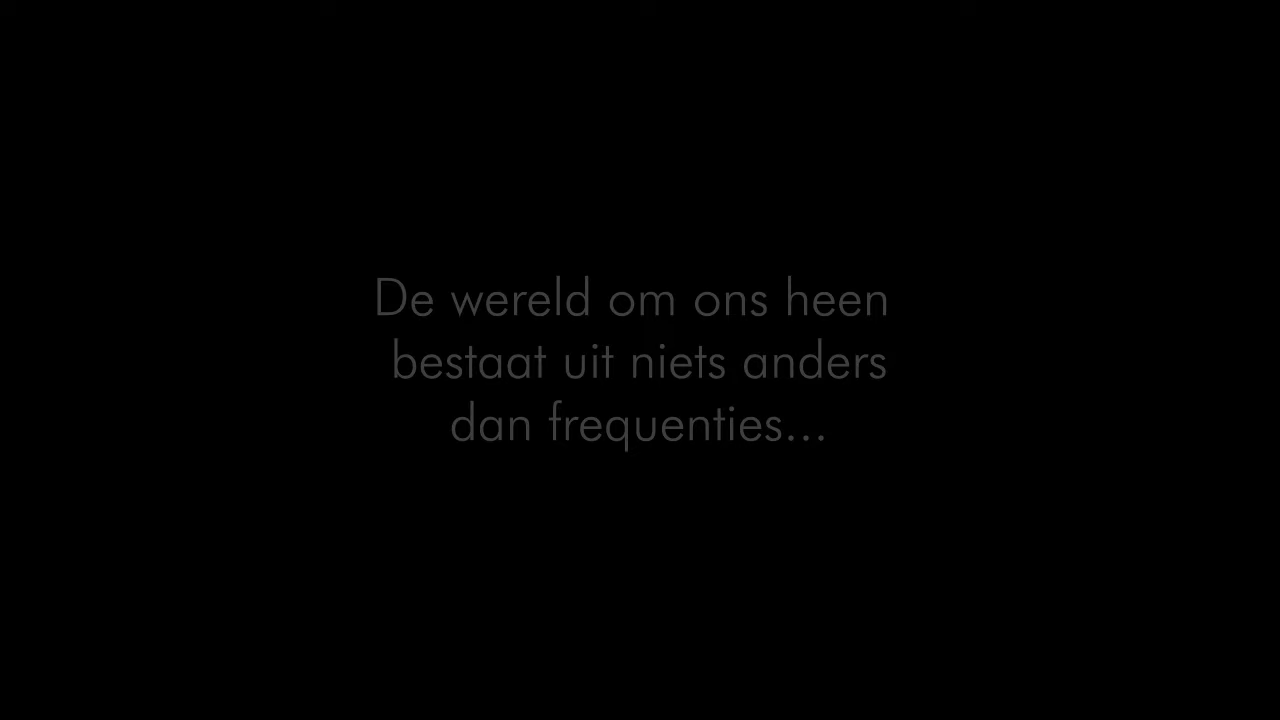 De wereld om ons heen
bestaat uit niets anders
dan frequenties...